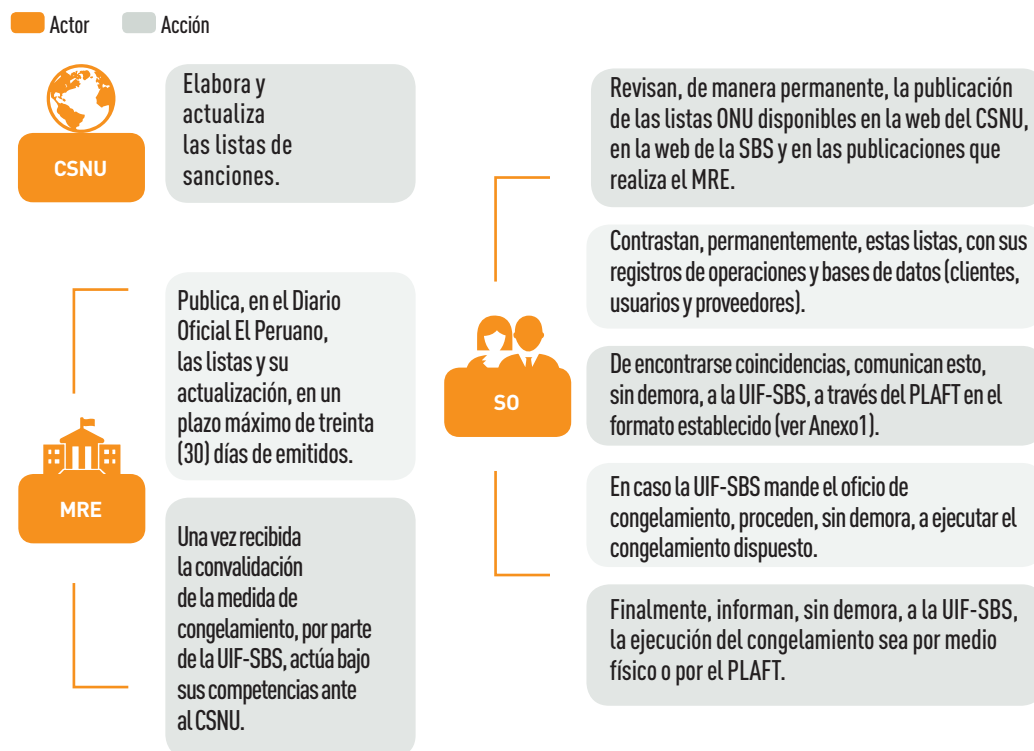 Actor
Acción
CSNU
Elabora y
actualiza
las listas de
sanciones.
MRE
Publica, en el Diario
Oficial El Peruano,
las listas y su
actualización, en un
plazo máximo de treinta
(30) días de emitidos.
Una vez recibida
la convalidación
de la medida de
congelamiento, por parte
de la UIF-SBS, actúa bajo
sus competencias ante
al CSNU.
SO
Revisan, de manera permanente, la publicación
de las listas ONU disponibles en la web del CSNU,
en la web de la SBS y en las publicaciones que
realiza el MRE.
Contrastan, permanentemente, estas listas, con sus
registros de operaciones y bases de datos (clientes,
usuarios y proveedores).
De encontrarse coincidencias, comunican esto,
sin demora, a la UIF-SBS, a través del PLAFT en el
formato establecido (ver Anexo1).
En caso la UIF-SBS mande el oficio de
congelamiento, proceden, sin demora, a ejecutar el
congelamiento dispuesto.
Finalmente, informan, sin demora, a la UIF-SBS,
la ejecución del congelamiento sea por medio
físico o por el PLAFT.